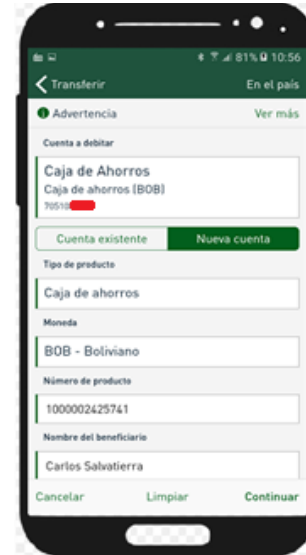 81% 10:56
Transferir En el país
Advertencia Ver más
Cuenta a debitar
Caja de Ahorros
Caja de ahorros (BOB)
70510
Cuenta existente Nueva cuenta
Tipo de producto
Caja de ahorros
Moneda
BOB - Boliviano
Número de producto
1000002425741
Nombre del beneficiario
Carlos Salvatierra
Cancelar Limpiar Continuar